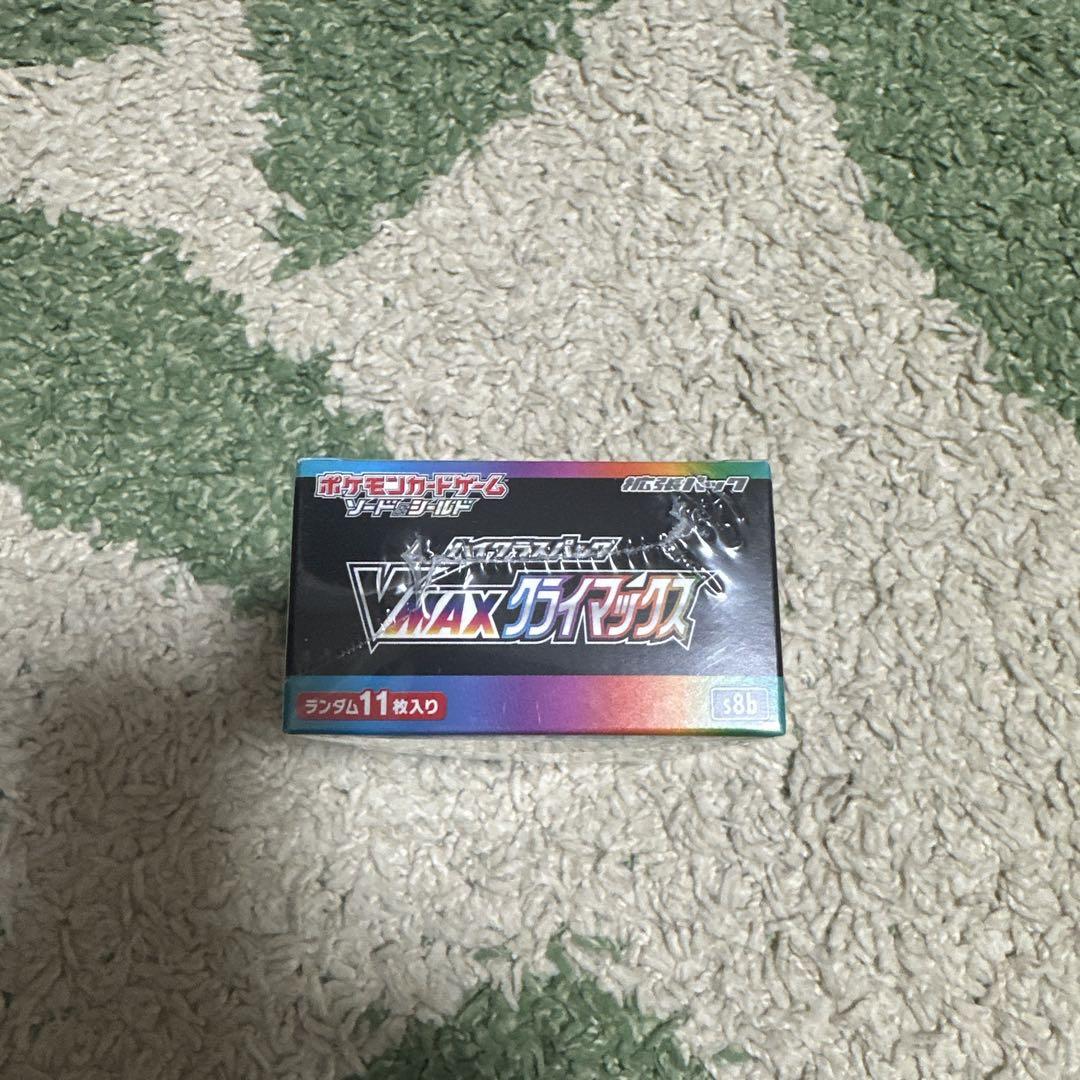 ポケモンカードゲーム
ソード&シールド
拡張パック
ハイクラスパック
VMAXクライマックス
ランダム11枚入り
s8b